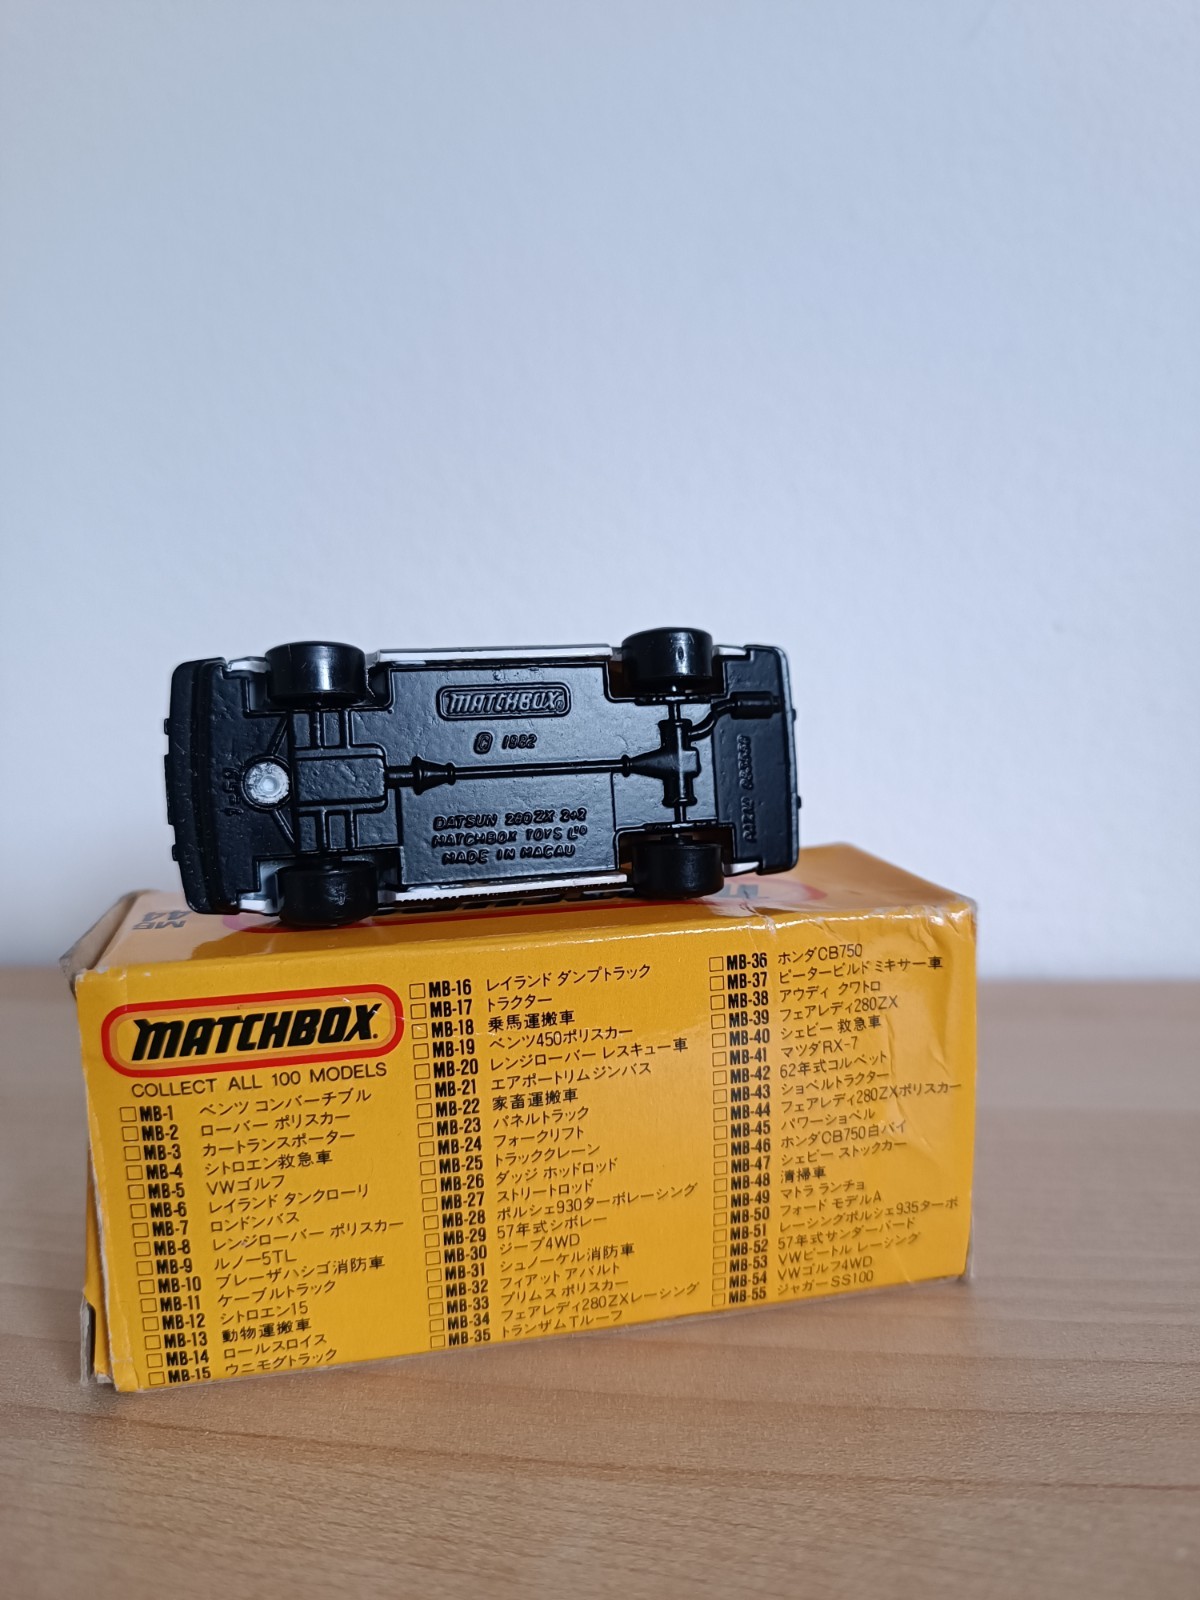 MATCHBOX
© 1982
1-59
DATSUN 280ZX 2+2
MATCHBOX TOYS LTD
MADE IN MACAU
MB
44
MATCHBOX
COLLECT ALL 100 MODELS
MB-1 ベンツ コンバーチブル
MB-2 ローバー ポリスカー
MB-3 カートランスポーター
MB-4 シトロエン救急車
MB-5 VWゴルフ
MB-6 レイランド タンクローリ
MB-7 ロンドンバス
MB-8 レンジローバー ポリスカー
MB-9 ルノー5TL
MB-10 ブレーザハシゴ消防車
MB-11 ケーブルトラック
MB-12 シトロエン15
MB-13 動物運搬車
MB-14 ロールスロイス
MB-15 ウニモグトラック
MB-16 レイランド ダンプトラック
MB-17 トラクター
MB-18 乗馬運搬車
MB-19 ベンツ450ポリスカー
MB-20 レンジローバー レスキュー車
MB-21 エアポートリムジンバス
MB-22 家畜運搬車
MB-23 パネルトラック
MB-24 フォークリフト
MB-25 トラッククレーン
MB-26 ダッジ ホッドロッド
MB-27 ストリートロッド
MB-28 ポルシェ930ターボレーシング
MB-29 57年式シボレー
MB-30 ジープ4WD
MB-31 シュノーケル消防車
MB-32 フィアット アバルト
MB-33 プリムス ポリスカー
MB-34 フェアレディ280ZXレーシング
MB-35 トランザムTルーフ
MB-36 ホンダCB750
MB-37 ピータービルドミキサー車
MB-38 アウディ クワトロ
MB-39 フェアレディ280ZX
MB-40 シェビー 救急車
MB-41 マツダRX-7
MB-42 62年式コルベット
MB-43 ショベルトラクター
MB-44 フェアレディ280ZXポリスカー
MB-45 パワーショベル
MB-46 ホンダCB750白バイ
MB-47 シェビー ストックカー
MB-48 清掃車
MB-49 マトラ ランチョ
MB-50 フォード モデルA
MB-51 レーシングポルシェ935ターボ
MB-52 57年式サンダーバード
MB-53 VWビートル レーシング
MB-54 VWゴルフ4WD
MB-55 ジャガーSS100